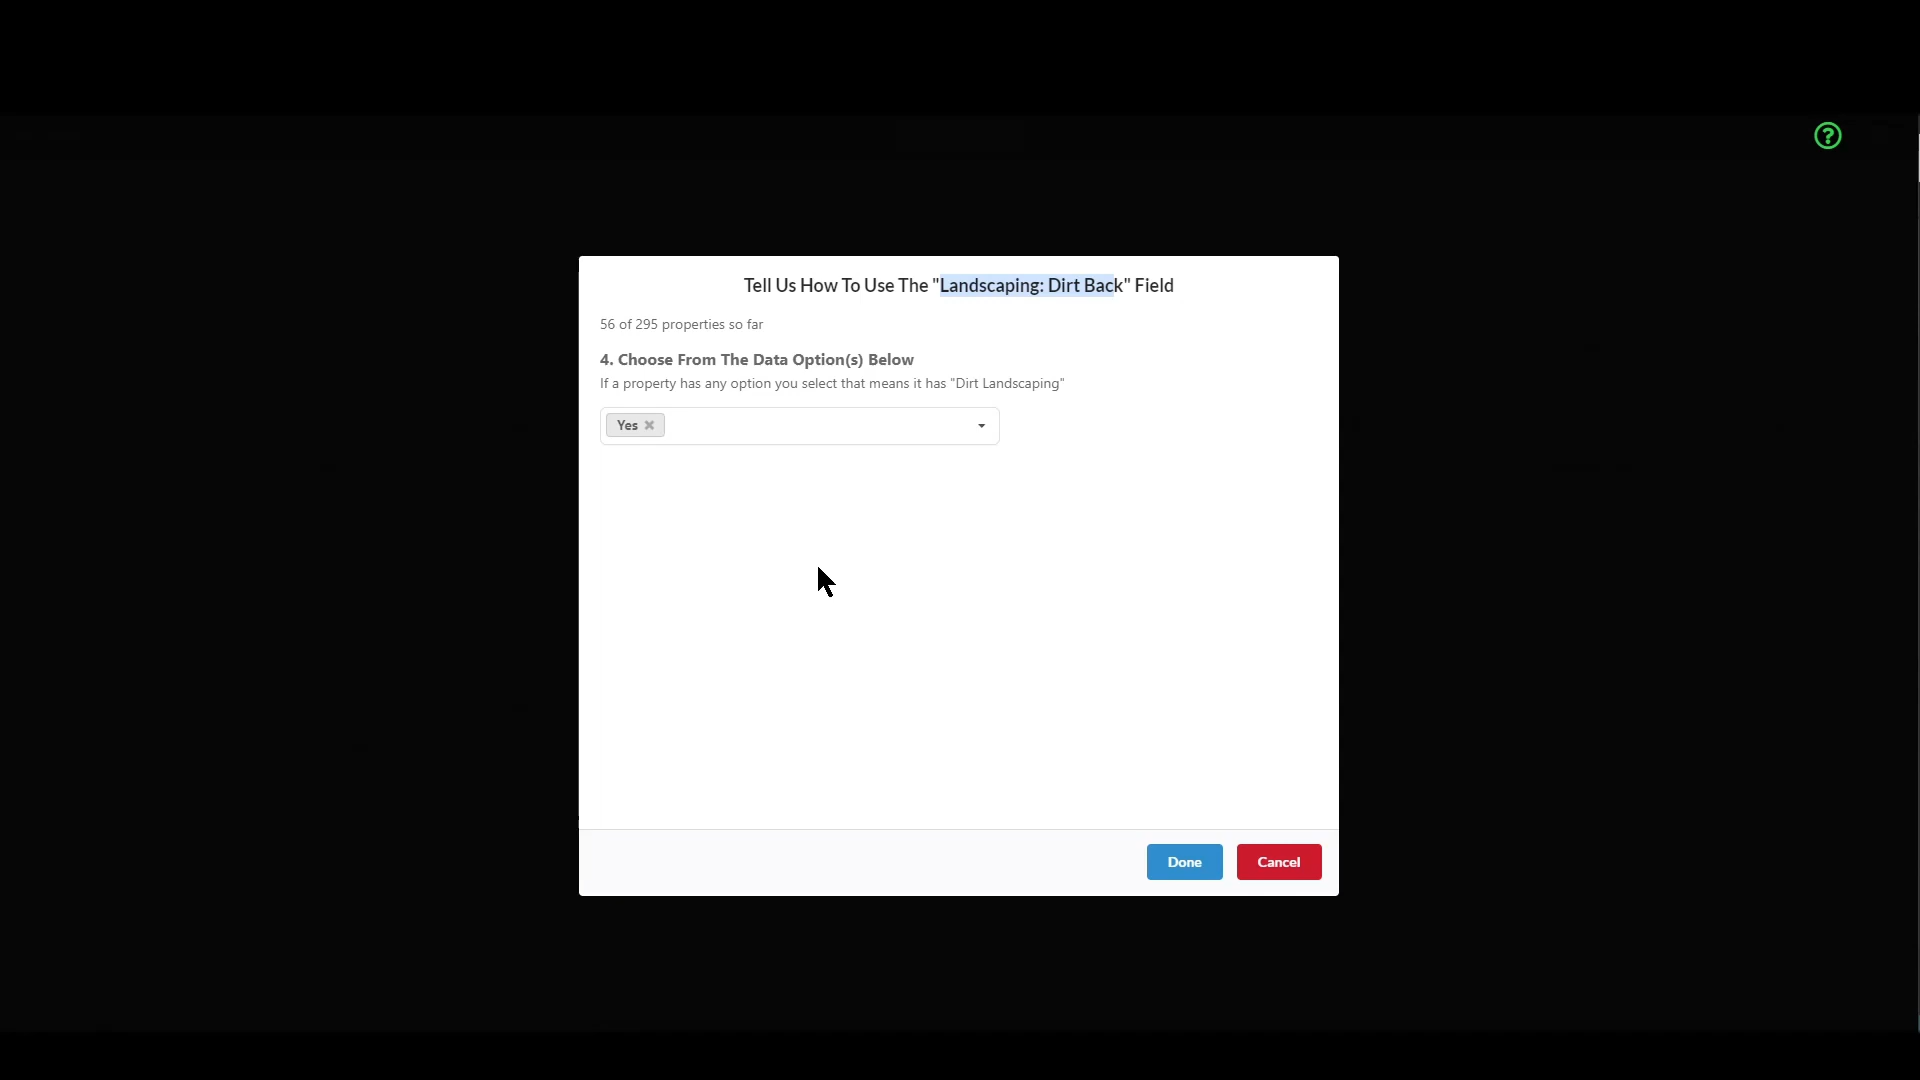 Tell Us How To Use The "Landscaping: Dirt Back" Field
56 of 295 properties so far
4. Choose From The Data Option(s) Below
If a property has any option you select that means it has "Dirt Landscaping"
Yes
Done
Cancel